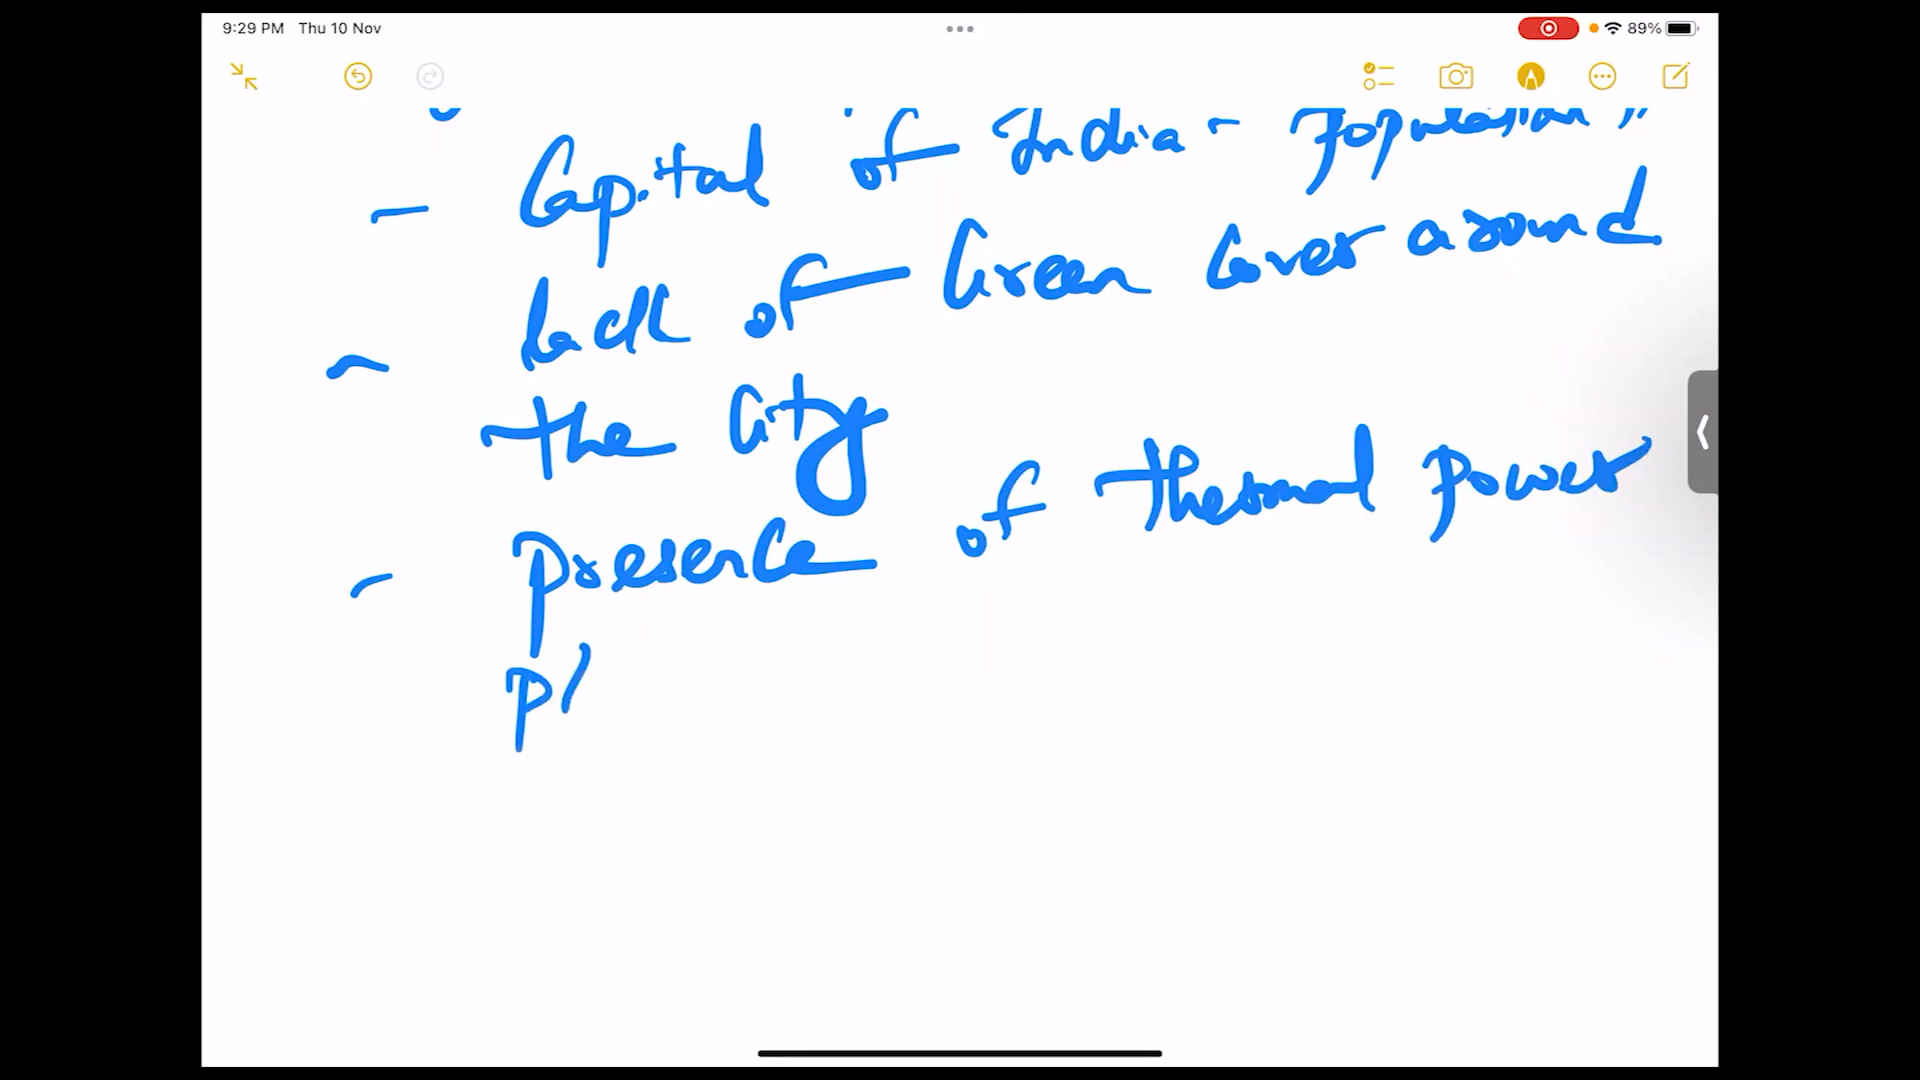 9:29 PM Thu 10 Nov
89%
- Capital of India - Population
- Lack of Green Cover around
the City
- presence of thermal power
pl